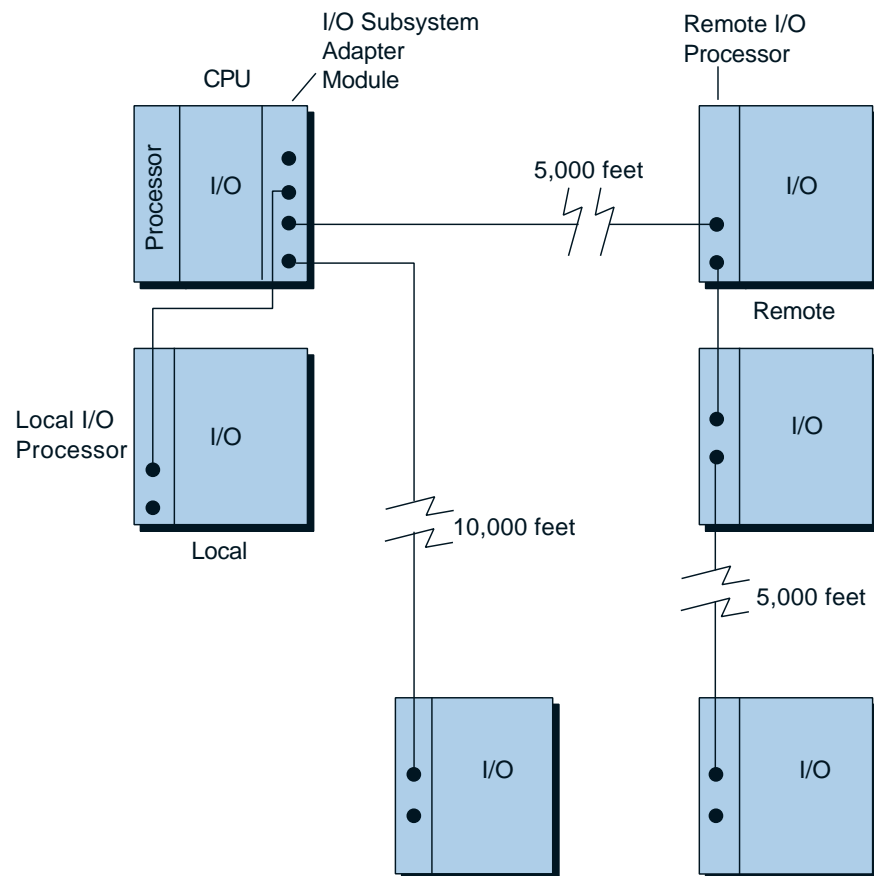 I/O Subsystem
Adapter
Module
Remote I/O
Processor
CPU
Processor
I/O
5,000 feet
I/O
Remote
Local I/O
Processor
I/O
Local
I/O
10,000 feet
5,000 feet
I/O
I/O